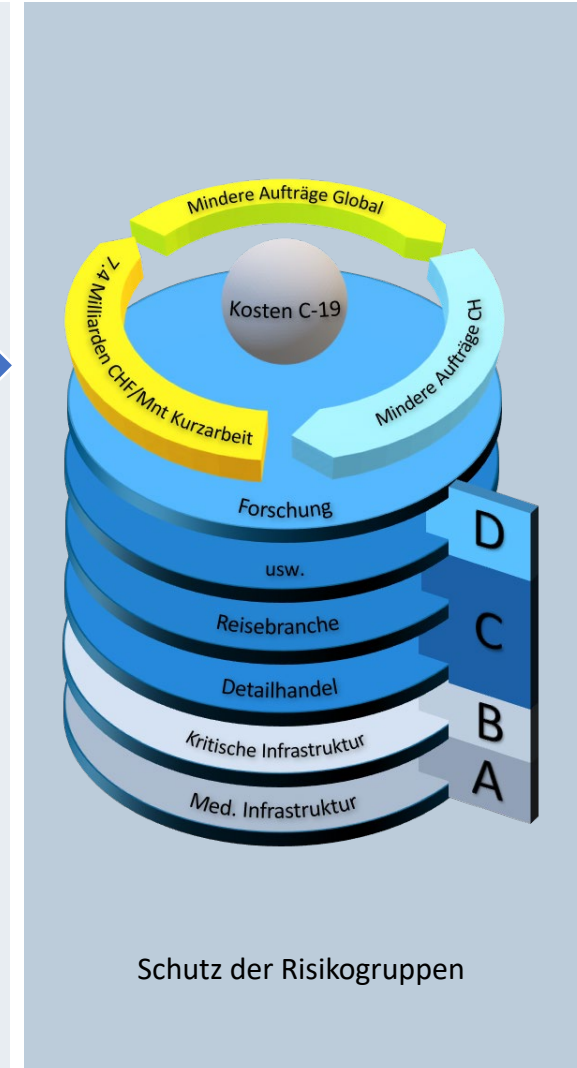 Mindere Aufträge Global
Kosten C-19
7.4 Milliarden CHF/Mnt Kurzarbeit
Mindere Aufträge CH
Forschung
D
usw.
Reisebranche
C
Detailhandel
Kritische Infrastruktur
B
Med. Infrastruktur
A
Schutz der Risikogruppen